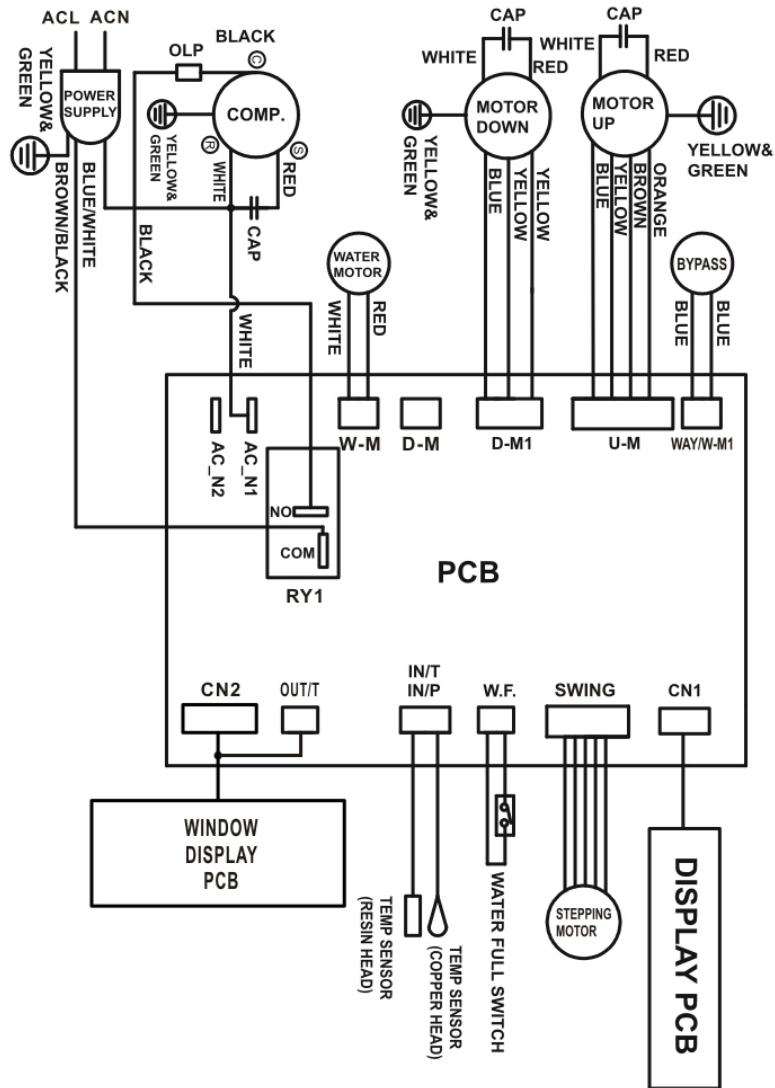 ACL ACN
YELLOW&
GREEN
POWER
SUPPLY
BROWN/BLACK
BLUE/WHITE
OLP
BLACK
C
COMP.
YELLOW&
GREEN
R
S
WHITE
RED
CAP
BLACK
WHITE
WATER
MOTOR
WHITE
RED
CAP
WHITE
RED
MOTOR
DOWN
YELLOW&
GREEN
BLUE
YELLOW
YELLOW
CAP
WHITE
RED
MOTOR
UP
YELLOW&
GREEN
BLUE
YELLOW
BROWN
ORANGE
BYPASS
BLUE
BLUE
AC_N2
AC_N1
W-M
D-M
D-M1
U-M
WAY/W-M1
NO
COM
RY1
PCB
CN2
OUT/T
IN/T
IN/P
W.F.
SWING
CN1
WINDOW
DISPLAY
PCB
TEMP SENSOR
(RESIN HEAD)
TEMP SENSOR
(COPPER HEAD)
WATER FULL SWITCH
STEPPING
MOTOR
DISPLAY PCB